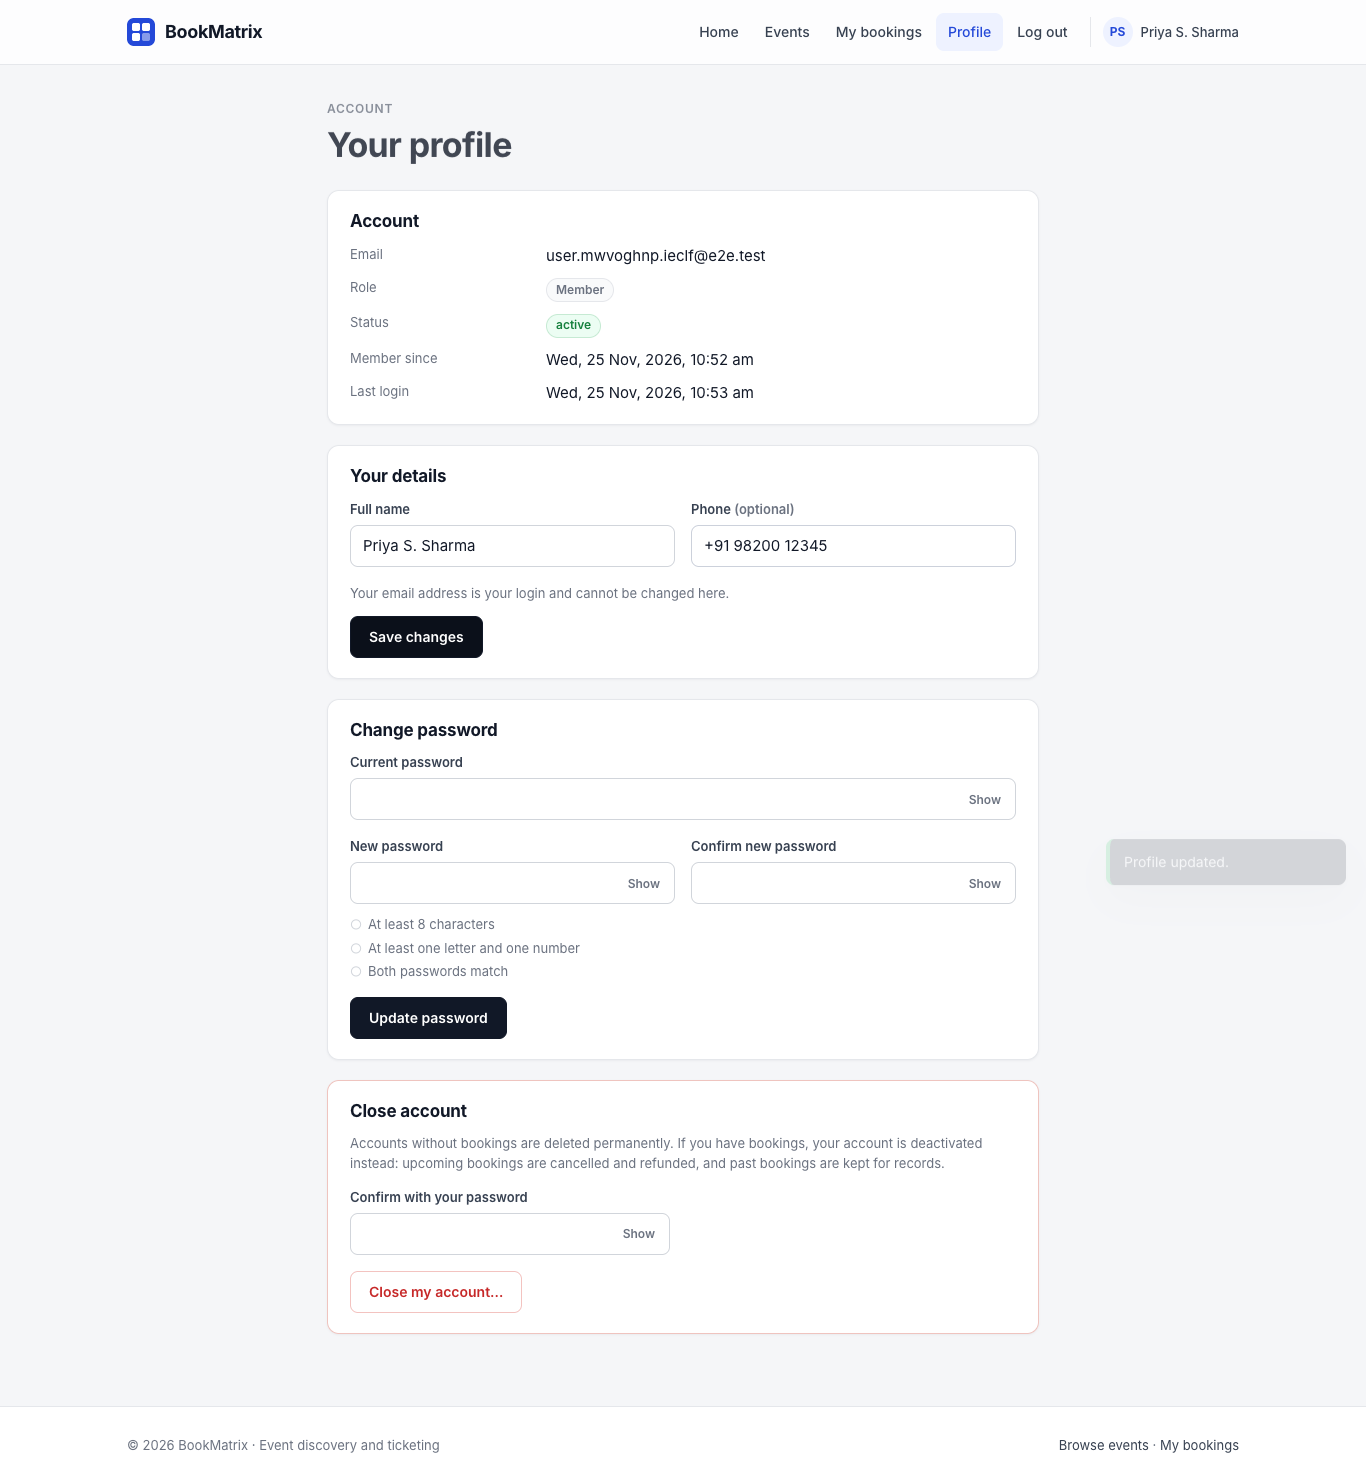 BookMatrix
Home Events My bookings Profile Log out PS Priya S. Sharma
ACCOUNT
Your profile
Account
Email user.mwvoghnp.ieclf@e2e.test
Role Member
Status active
Member since Wed, 25 Nov, 2026, 10:52 am
Last login Wed, 25 Nov, 2026, 10:53 am
Your details
Full name Phone (optional)
Priya S. Sharma +91 98200 12345
Your email address is your login and cannot be changed here.
Save changes
Change password
Current password
Show
New password Confirm new password
Show Show
At least 8 characters
At least one letter and one number
Both passwords match
Update password
Profile updated.
Close account
Accounts without bookings are deleted permanently. If you have bookings, your account is deactivated
instead: upcoming bookings are cancelled and refunded, and past bookings are kept for records.
Confirm with your password
Show
Close my account...
© 2026 BookMatrix · Event discovery and ticketing
Browse events · My bookings